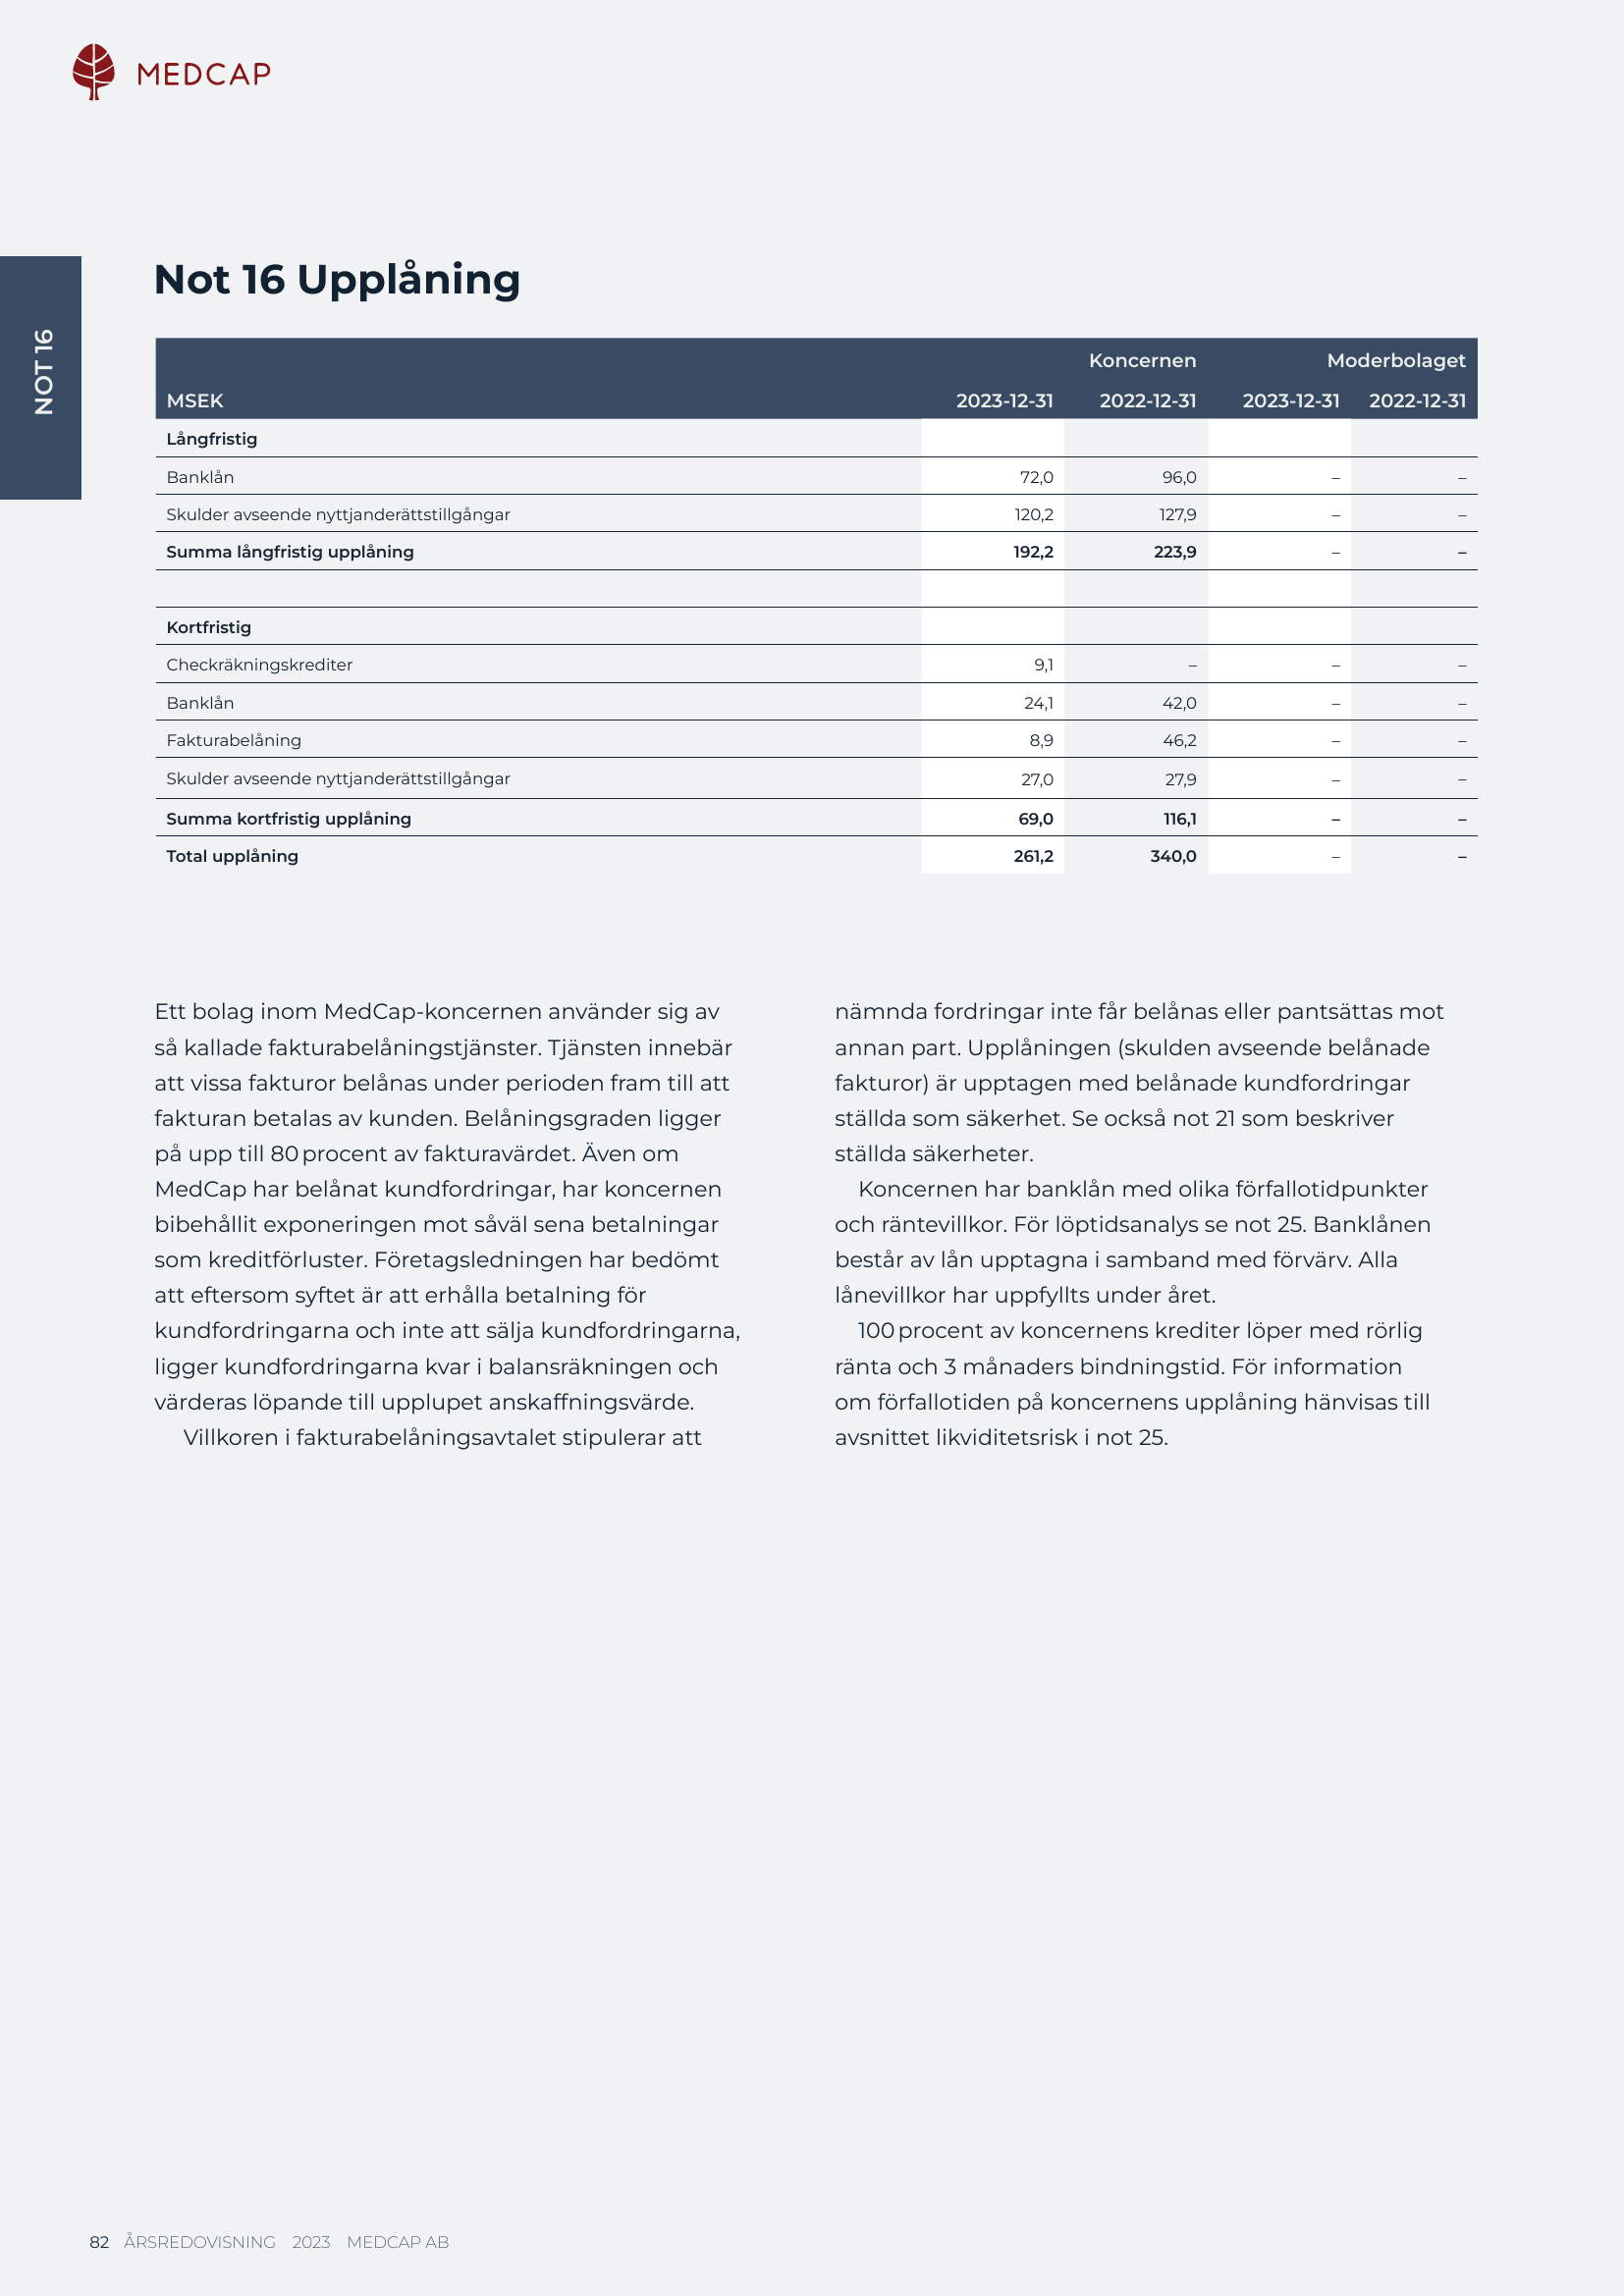 MEDCAP
NOT 16
Not 16 Upplåning
Koncernen Moderbolaget
MSEK 2023-12-31 2022-12-31 2023-12-31 2022-12-31
Långfristig
Banklån 72,0 96,0 – –
Skulder avseende nyttjanderättstillgångar 120,2 127,9 – –
Summa långfristig upplåning 192,2 223,9 – –
Kortfristig
Checkräkningskrediter 9,1 – – –
Banklån 24,1 42,0 – –
Fakturabelåning 8,9 46,2 – –
Skulder avseende nyttjanderättstillgångar 27,0 27,9 – –
Summa kortfristig upplåning 69,0 116,1 – –
Total upplåning 261,2 340,0 – –
Ett bolag inom MedCap-koncernen använder sig av
så kallade fakturabelåningstjänster. Tjänsten innebär
att vissa fakturor belånas under perioden fram till att
fakturan betalas av kunden. Belåningsgraden ligger
på upp till 80 procent av fakturavärdet. Även om
MedCap har belånat kundfordringar, har koncernen
bibehållit exponeringen mot såväl sena betalningar
som kreditförluster. Företagsledningen har bedömt
att eftersom syftet är att erhålla betalning för
kundfordringarna och inte att sälja kundfordringarna,
ligger kundfordringarna kvar i balansräkningen och
värderas löpande till upplupet anskaffningsvärde.
Villkoren i fakturabelåningsavtalet stipulerar att
nämnda fordringar inte får belånas eller pantsättas mot
annan part. Upplåningen (skulden avseende belånade
fakturor) är upptagen med belånade kundfordringar
ställda som säkerhet. Se också not 21 som beskriver
ställda säkerheter.
Koncernen har banklån med olika förfallotidpunkter
och räntevillkor. För löptidsanalys se not 25. Banklånen
består av lån upptagna i samband med förvärv. Alla
lånevillkor har uppfyllts under året.
100 procent av koncernens krediter löper med rörlig
ränta och 3 månaders bindningstid. För information
om förfallotiden på koncernens upplåning hänvisas till
avsnittet likviditetsrisk i not 25.
82 ÅRSREDOVISNING 2023 MEDCAP AB